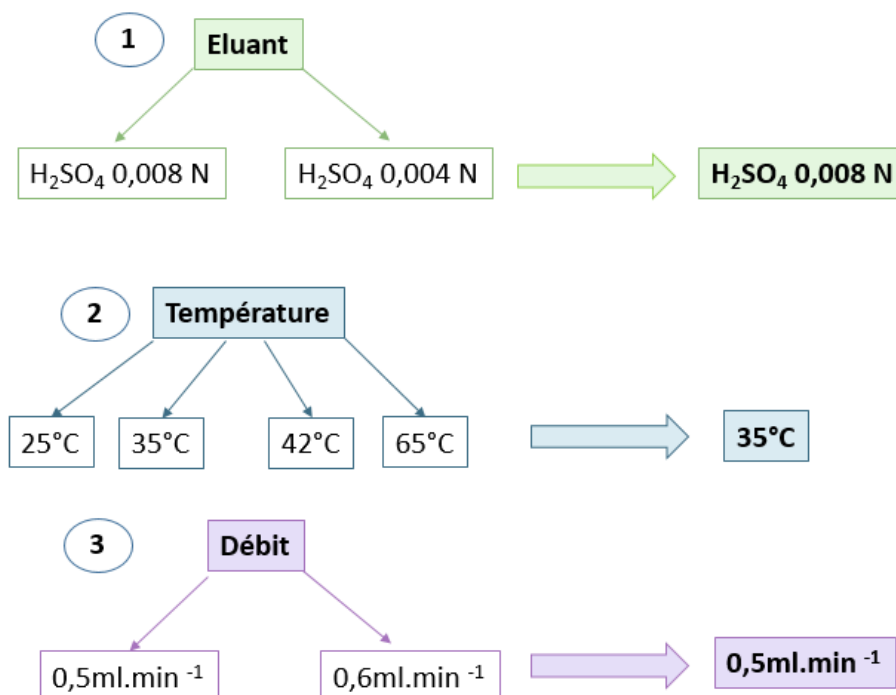 1
Eluant
H₂SO₄ 0,008 N
H₂SO₄ 0,004 N
H₂SO₄ 0,008 N
2
Température
25°C
35°C
42°C
65°C
35°C
3
Débit
0,5ml.min ⁻¹
0,6ml.min ⁻¹
0,5ml.min ⁻¹